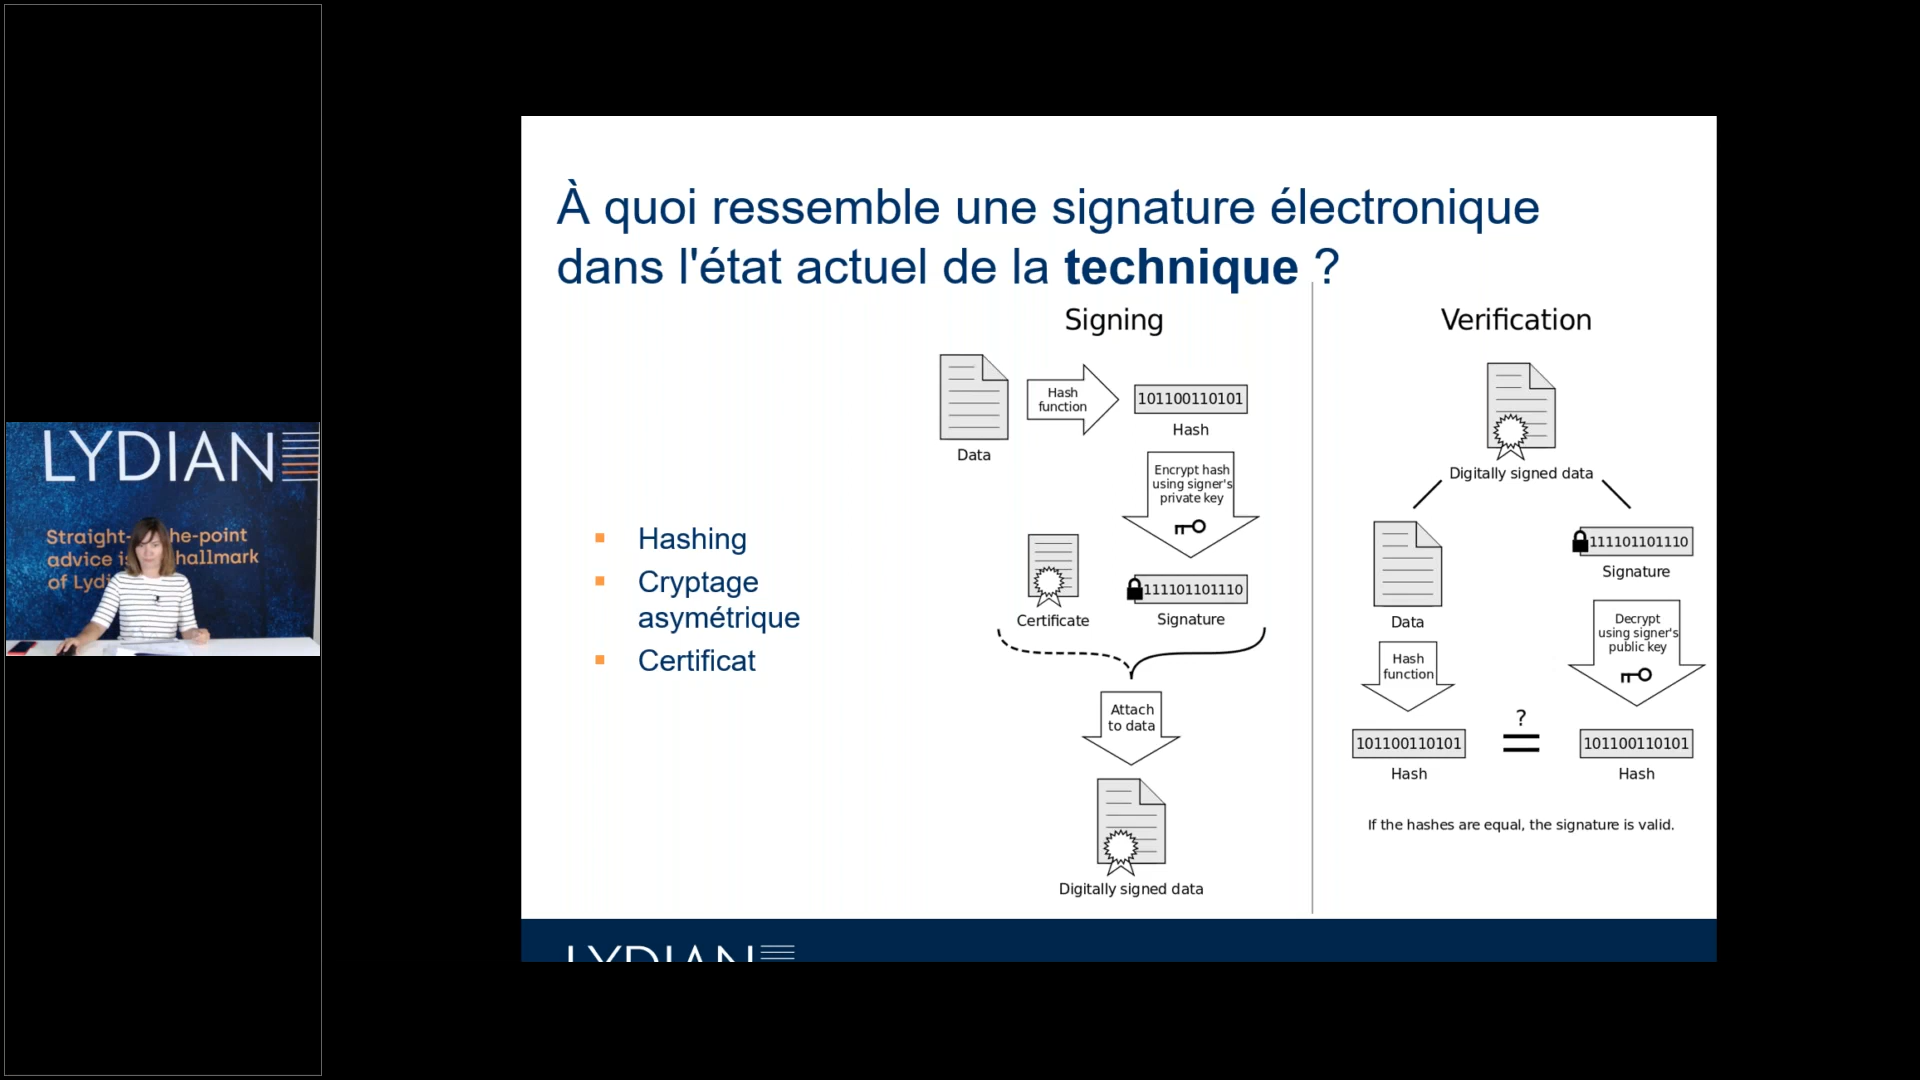 LYDIAN
Straight- he-point
advice is hallmark
of Lydi
À quoi ressemble une signature électronique
dans l'état actuel de la technique ?
Hashing
Cryptage
asymétrique
Certificat
Signing
Data
Hash
function
101100110101
Hash
Encrypt hash
using signer's
private key
Certificate
111101101110
Signature
Attach
to data
Digitally signed data
Verification
Digitally signed data
Data
111101101110
Signature
Hash
function
Decrypt
using signer's
public key
101100110101
Hash
?
=
101100110101
Hash
If the hashes are equal, the signature is valid.
LYDIAN